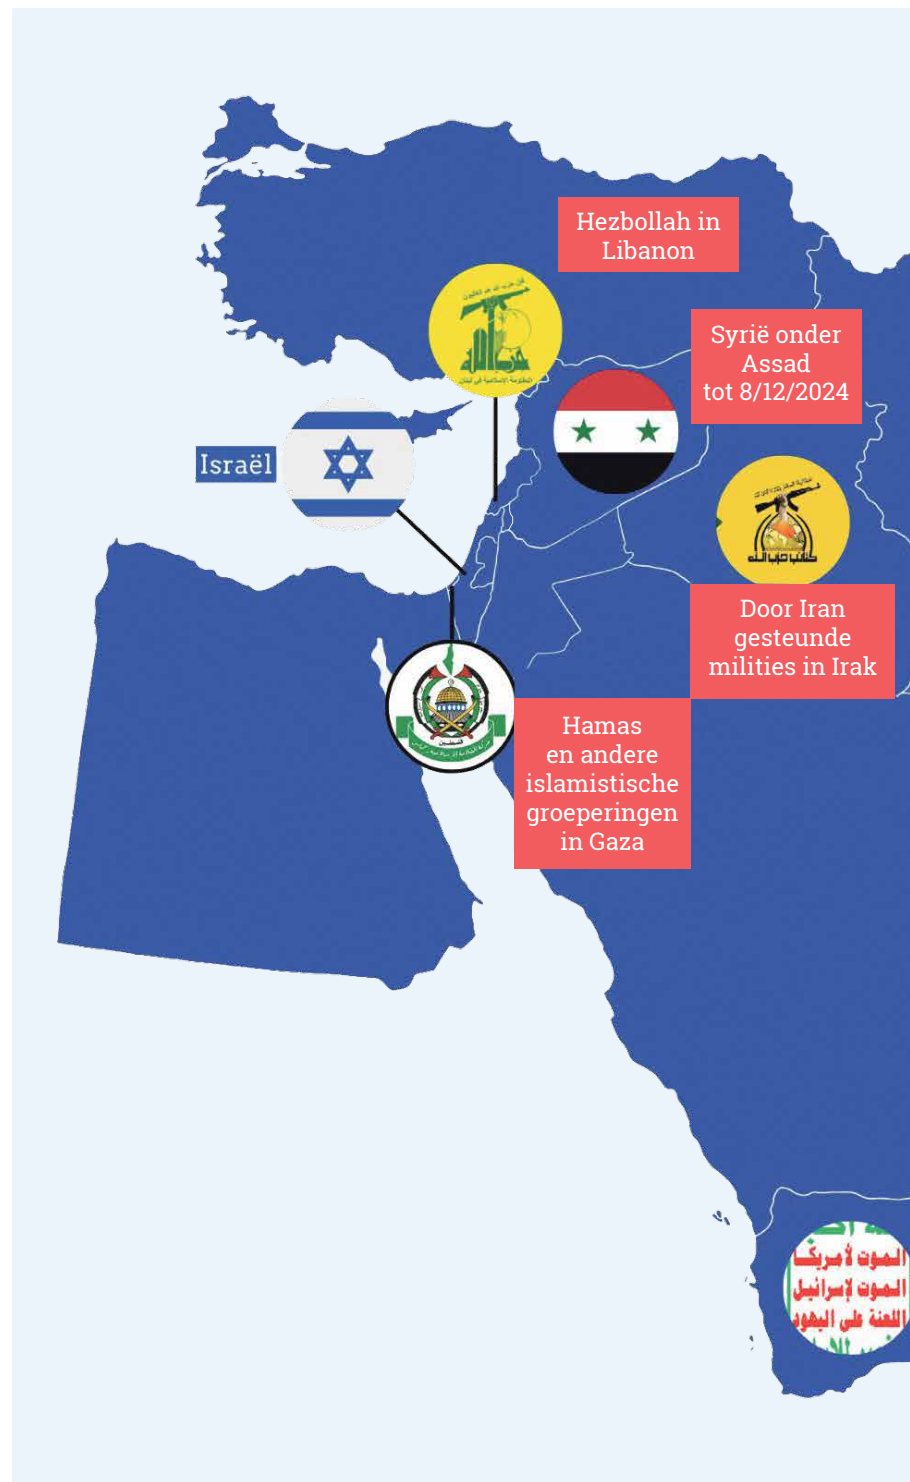 Hezbollah in
Libanon
Syrië onder
Assad
tot 8/12/2024
Israël
Door Iran
gesteunde
milities in Irak
Hamas
en andere
islamistische
groeperingen
in Gaza
الموت لأمريكا
الموت لإسرائيل
اللعنة على اليهود